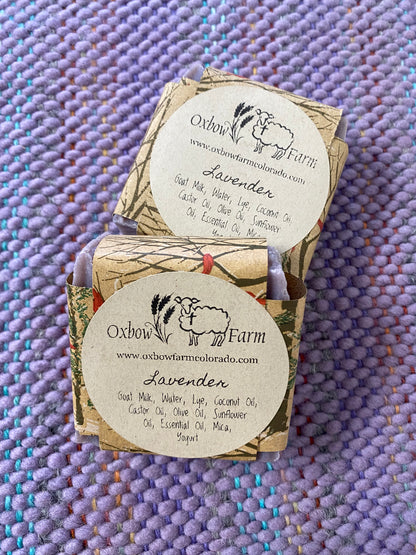 Oxbow Farm
www.oxbowfarmcolorado.com
Lavender
Goat Milk, Water, Lye, Coconut Oil,
Castor Oil, Olive Oil, Sunflower
Oil, Essential Oil, Mica,
Oxbow Farm
www.oxbowfarmcolorado.com
Lavender
Goat Milk, Water, Lye, Coconut Oil,
Castor Oil, Olive Oil, Sunflower
Oil, Essential Oil, Mica,
Yogurt